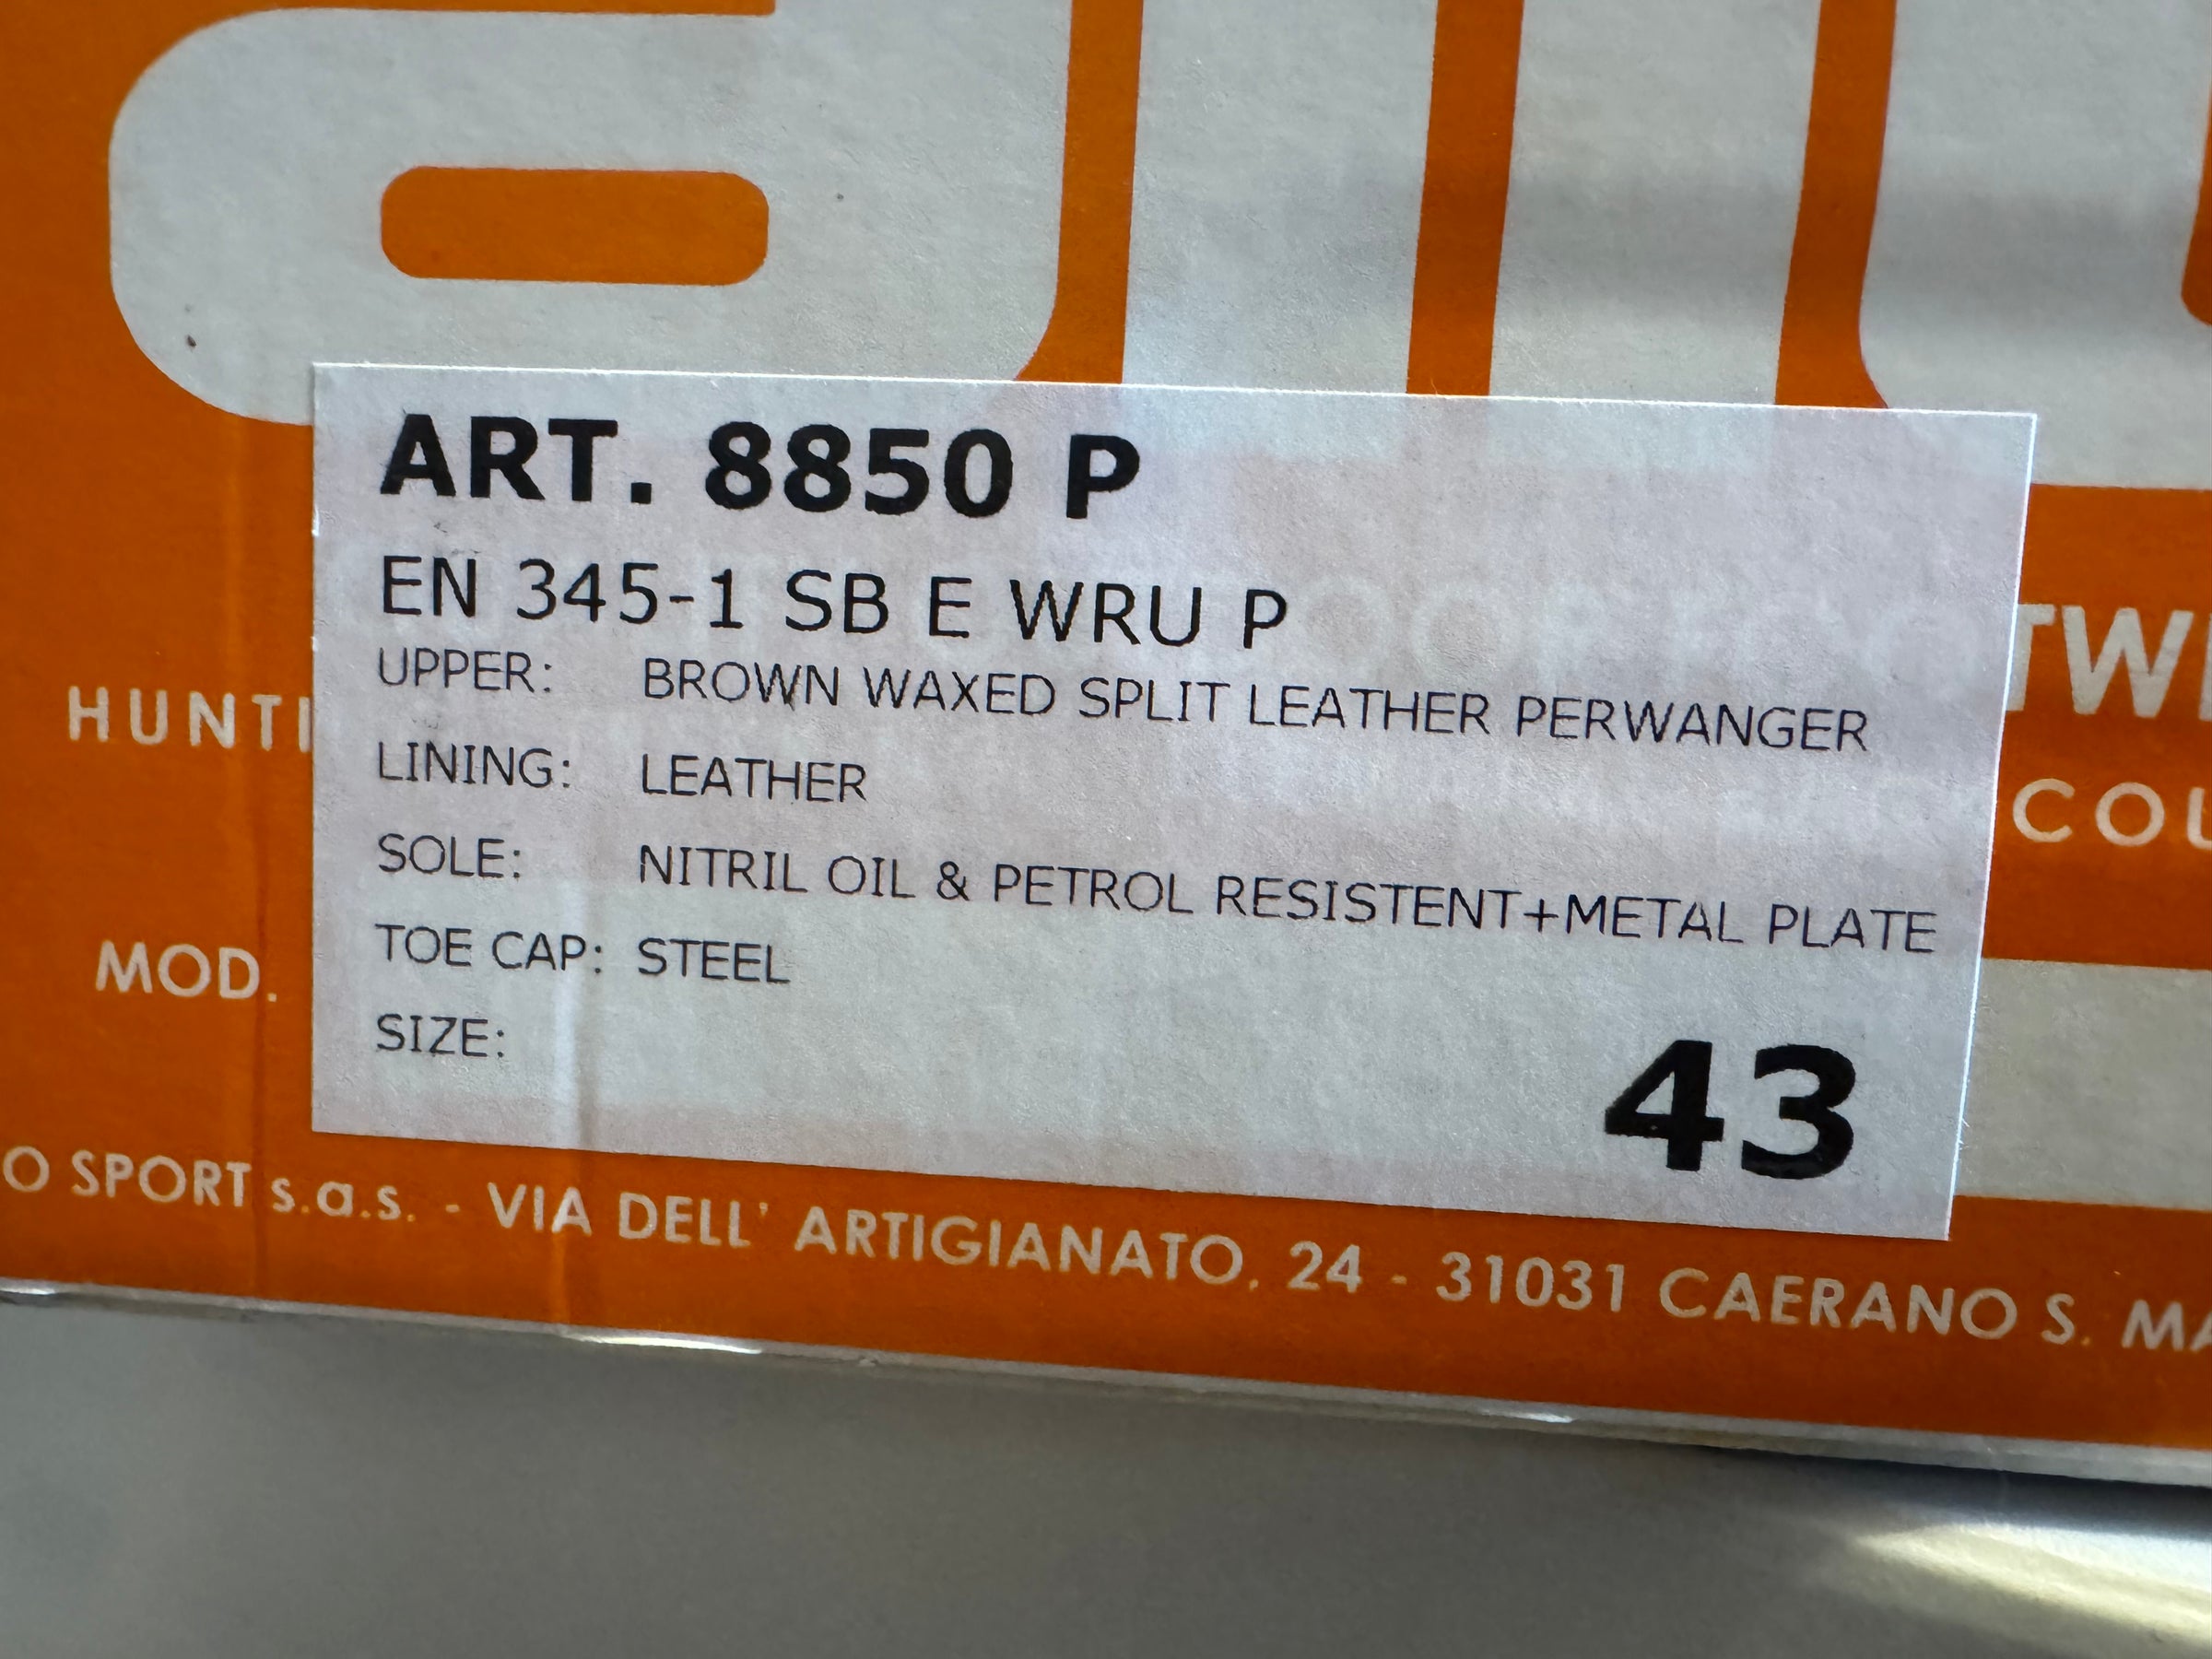 ART. 8850 P
EN 345-1 SB E WRU P
UPPER: BROWN WAXED SPLIT LEATHER PERWANGER
LINING: LEATHER
SOLE: NITRIL OIL & PETROL RESISTENT+METAL PLATE
TOE CAP: STEEL
SIZE: 43
MOD.
SPORT s.a.s. - VIA DELL' ARTIGIANATO, 24 - 31031 CAERANO S.